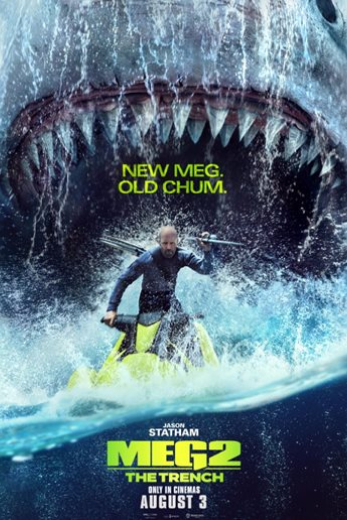 NEW MEG.
OLD CHUM.
JASON
STATHAM
MEG2
THE TRENCH
ONLY IN CINEMAS
AUGUST 3